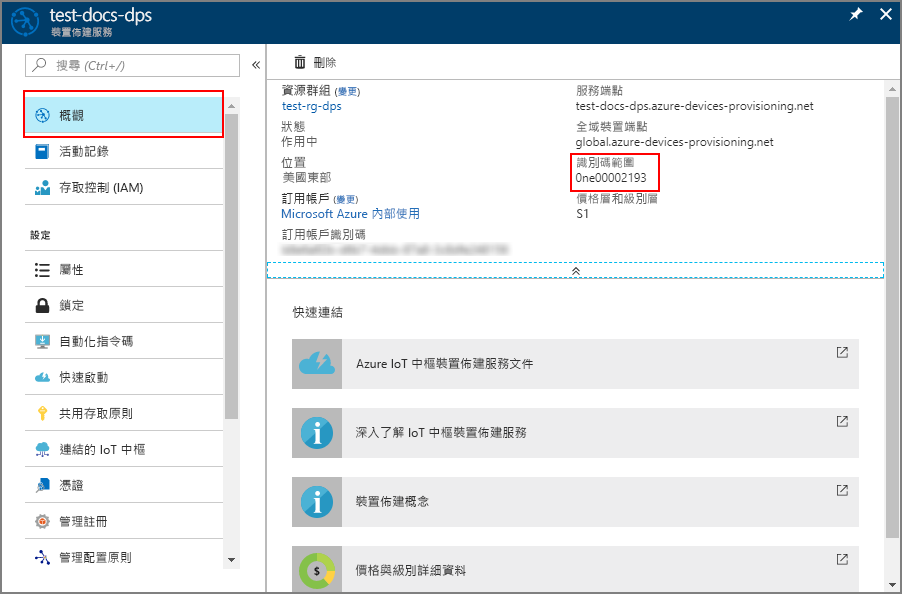 test-docs-dps
裝置佈建服務
搜尋 (Ctrl+/)
«
概觀
活動記錄
存取控制 (IAM)
設定
屬性
鎖定
自動化指令碼
快速啟動
共用存取原則
連結的 IoT 中樞
憑證
管理註冊
管理配置原則
刪除
資源群組 (變更)
test-rg-dps
狀態
作用中
位置
美國東部
訂用帳戶 (變更)
Microsoft Azure 內部使用
訂用帳戶識別碼
服務端點
test-docs-dps.azure-devices-provisioning.net
全域裝置端點
global.azure-devices-provisioning.net
識別碼範圍
0ne00002193
價格層和級別層
S1
快速連結
Azure IoT 中樞裝置佈建服務文件
深入了解 IoT 中樞裝置佈建服務
裝置佈建概念
價格與級別詳細資料